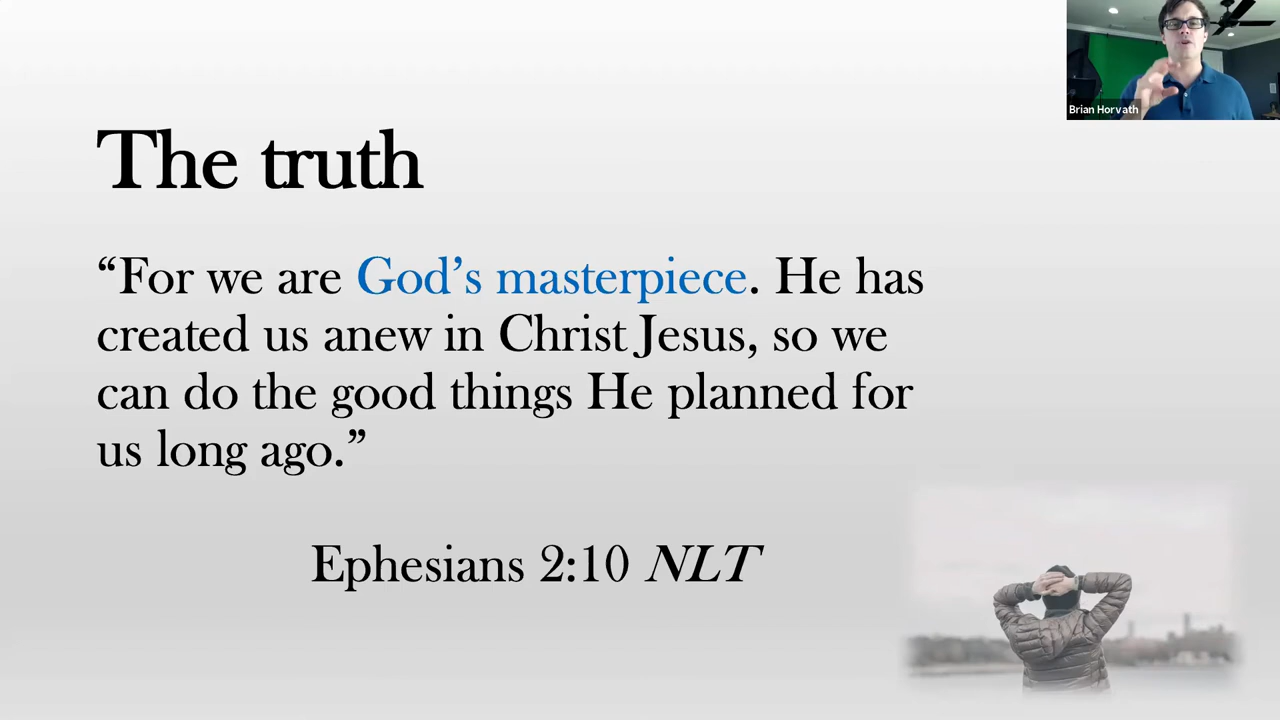 Brian Horvath
The truth
“For we are God’s masterpiece. He has
created us anew in Christ Jesus, so we
can do the good things He planned for
us long ago.”
Ephesians 2:10 NLT